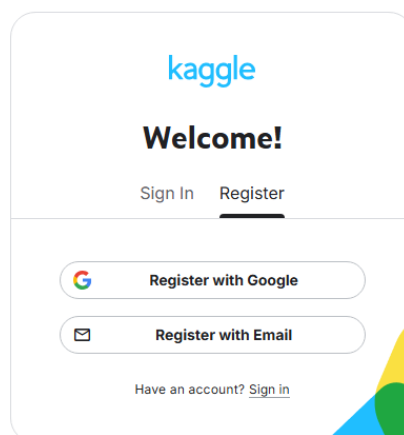 kaggle
Welcome!
Sign In Register
Register with Google
Register with Email
Have an account? Sign in